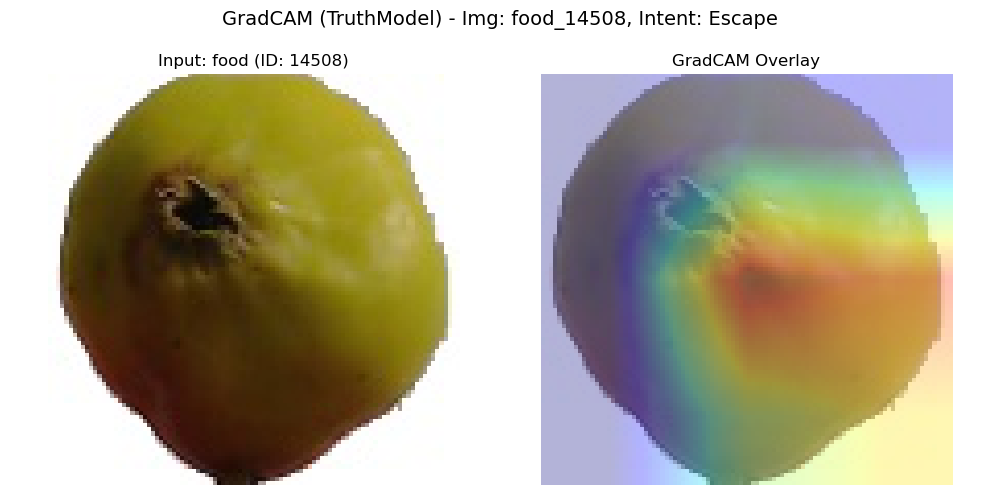 GradCAM (TruthModel) - Img: food_14508, Intent: Escape
Input: food (ID: 14508)
GradCAM Overlay